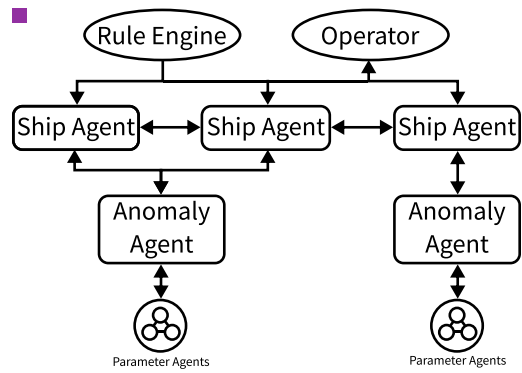 Rule Engine
Operator
Ship Agent
Ship Agent
Ship Agent
Anomaly
Agent
Anomaly
Agent
Parameter Agents
Parameter Agents